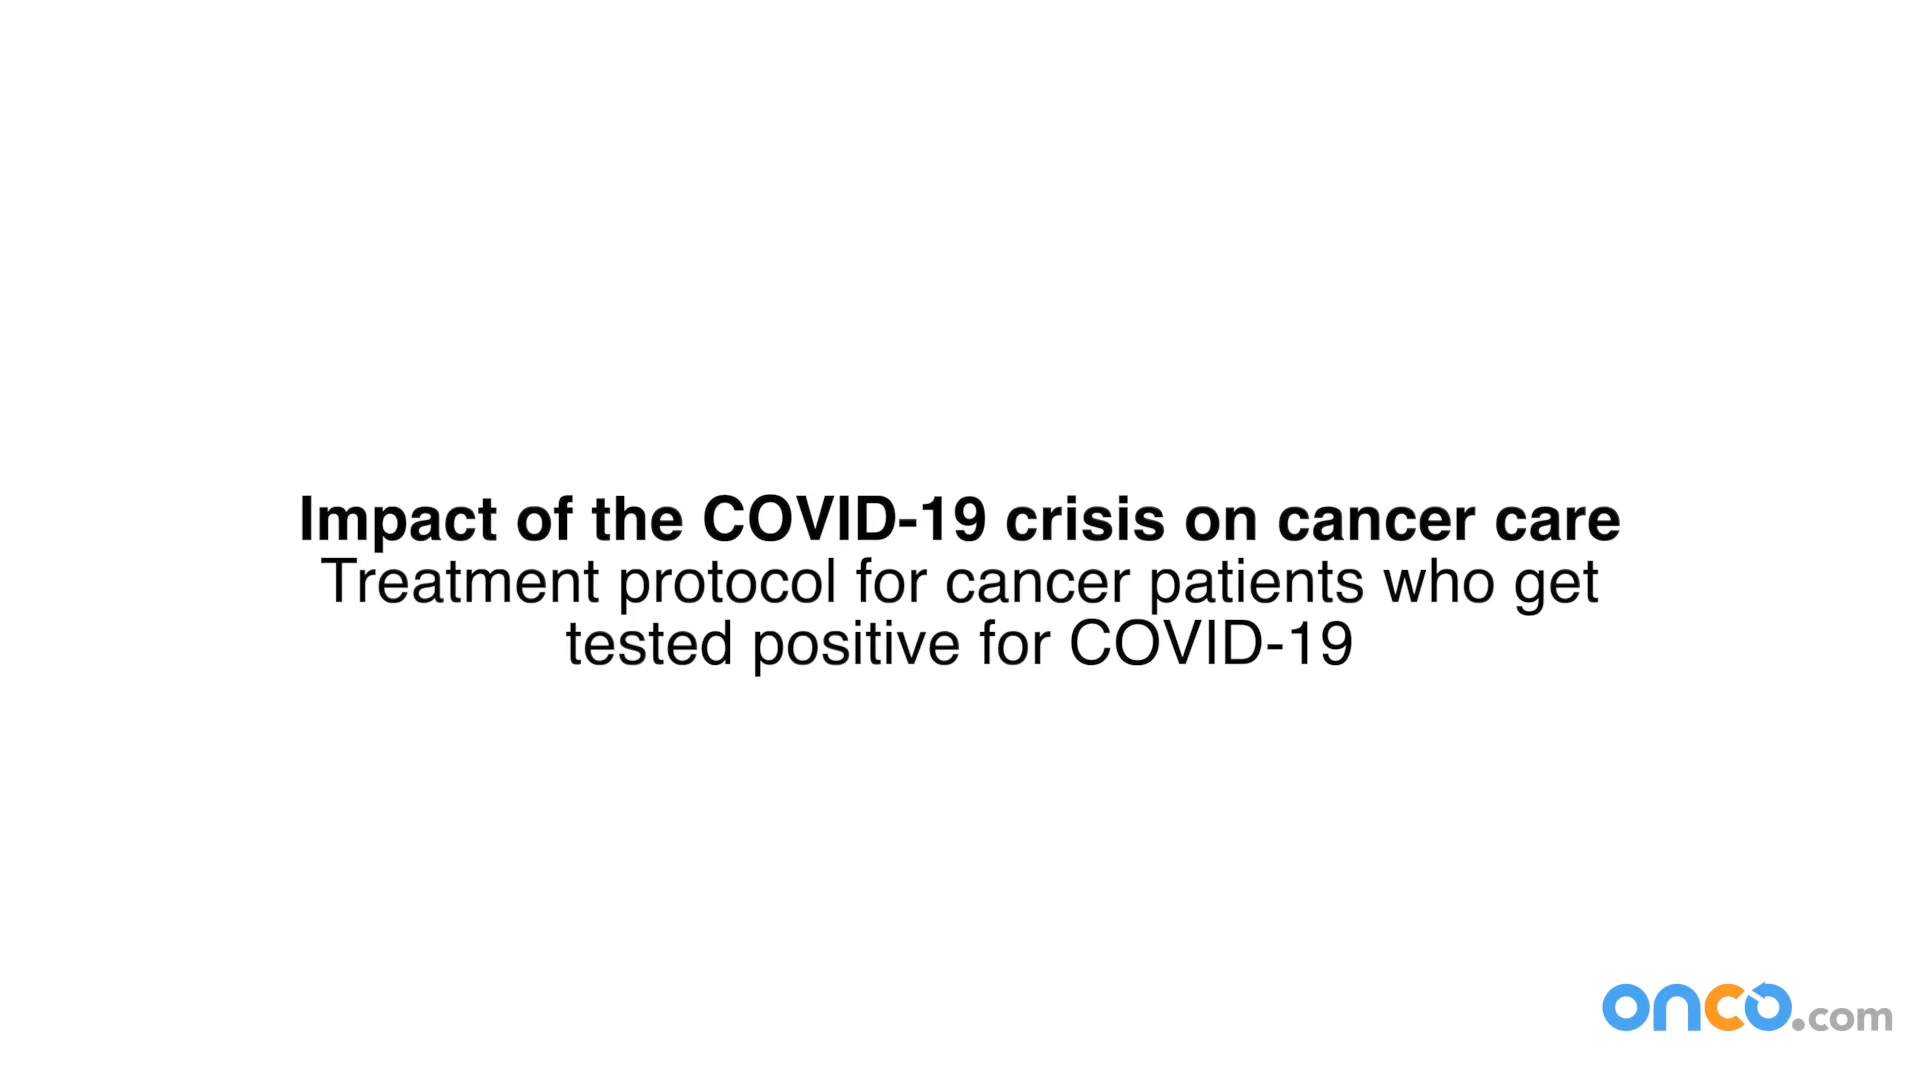 Impact of the COVID-19 crisis on cancer care
Treatment protocol for cancer patients who get
tested positive for COVID-19
onco.com